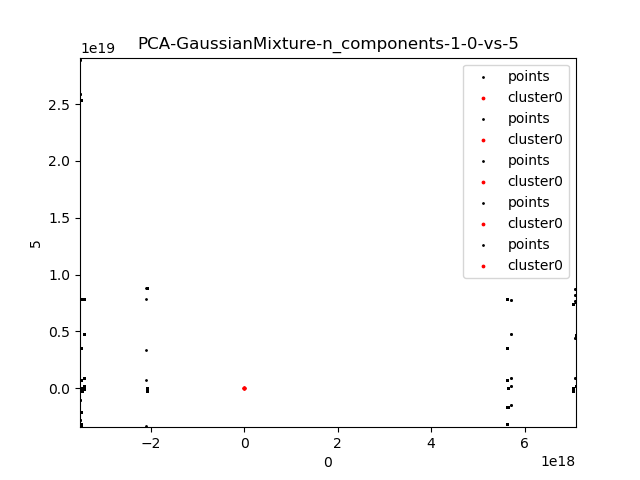 PCA-GaussianMixture-n_components-1-0-vs-5
1e19
points
cluster0
points
cluster0
points
cluster0
points
cluster0
points
cluster0
2.5
2.0
1.5
1.0
0.5
0.0
5
−2 0 2 4 6
0
1e18